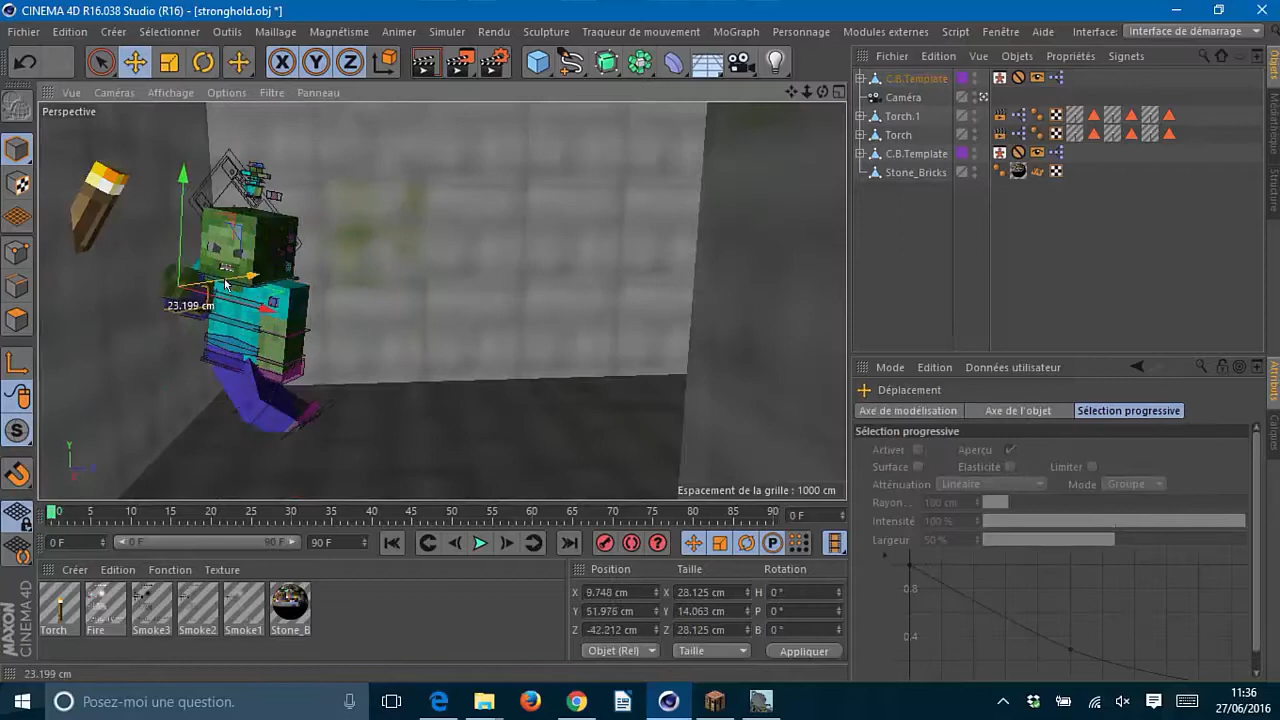 CINEMA 4D R16.038 Studio (R16) - [stronghold.obj *]
Fichier Edition Créer Sélectionner Outils Maillage Magnétisme Animer Simuler Rendu Sculpture Traqueur de mouvement MoGraph Personnage Modules externes Script Fenêtre Aide Interface: Interface de démarrage
X Y Z
Fichier Edition Vue Objets Propriétés Signets
Vue Caméras Affichage Options Filtre Panneau
Perspective
C.B.Template
Caméra
Torch.1
Torch
C.B.Template
Stone_Bricks
Objets
Médiathèque
Structure
23.199 cm
Y
Espacement de la grille : 1000 cm
Mode Edition Données utilisateur
Déplacement
Axe de modélisation Axe de l'objet Sélection progressive
Sélection progressive
Activer Aperçu
Surface Elasticité Limiter
Atténuation Linéaire Mode Groupe
Rayon... 100 cm
Intensité 100 %
Largeur 50 %
0.8
0.4
Attributs
Calques
0 5 10 15 20 25 30 35 40 45 50 55 60 65 70 75 80 85 90 0 F
0 F 0 F 90 F 90 F
Créer Edition Fonction Texture
Torch Fire Smoke3 Smoke2 Smoke1 Stone_B
Position Taille Rotation
X 9.748 cm X 28.125 cm H 0 °
Y 51.976 cm Y 14.063 cm P 0 °
Z -42.212 cm Z 28.125 cm B 0 °
Objet (Rel) Taille Appliquer
MAXON CINEMA 4D
23.199 cm
Posez-moi une question.
11:36
27/06/2016